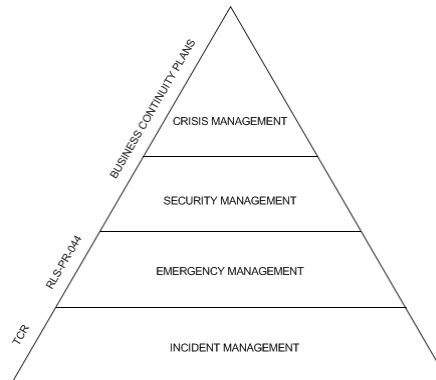 BUSINESS CONTINUITY PLANS
CRISIS MANAGEMENT
SECURITY MANAGEMENT
RLS-PR-044
EMERGENCY MANAGEMENT
TCR
INCIDENT MANAGEMENT